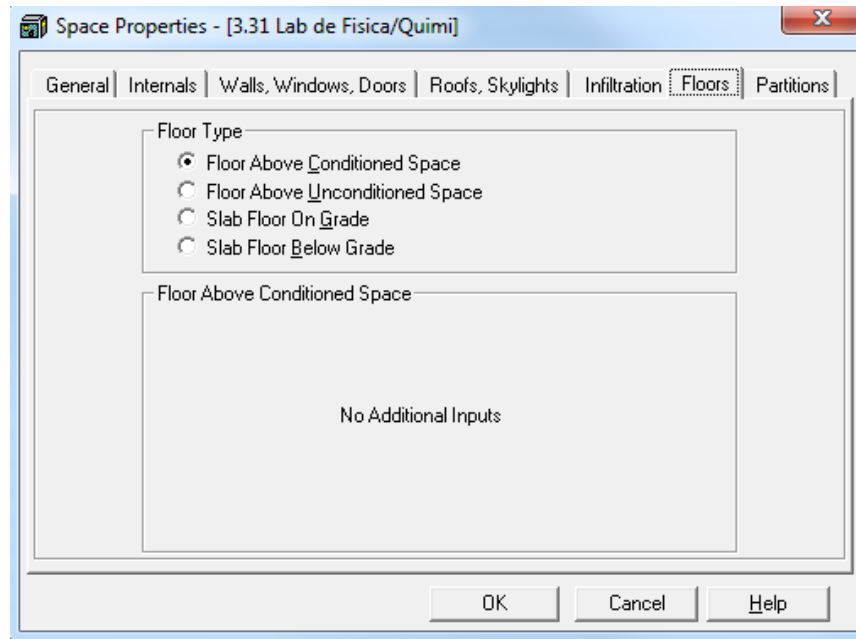 Space Properties - [3.31 Lab de Fisica/Quimi]
General Internals Walls, Windows, Doors Roofs, Skylights Infiltration Floors Partitions
Floor Type
Floor Above Conditioned Space
Floor Above Unconditioned Space
Slab Floor On Grade
Slab Floor Below Grade
Floor Above Conditioned Space
No Additional Inputs
OK Cancel Help